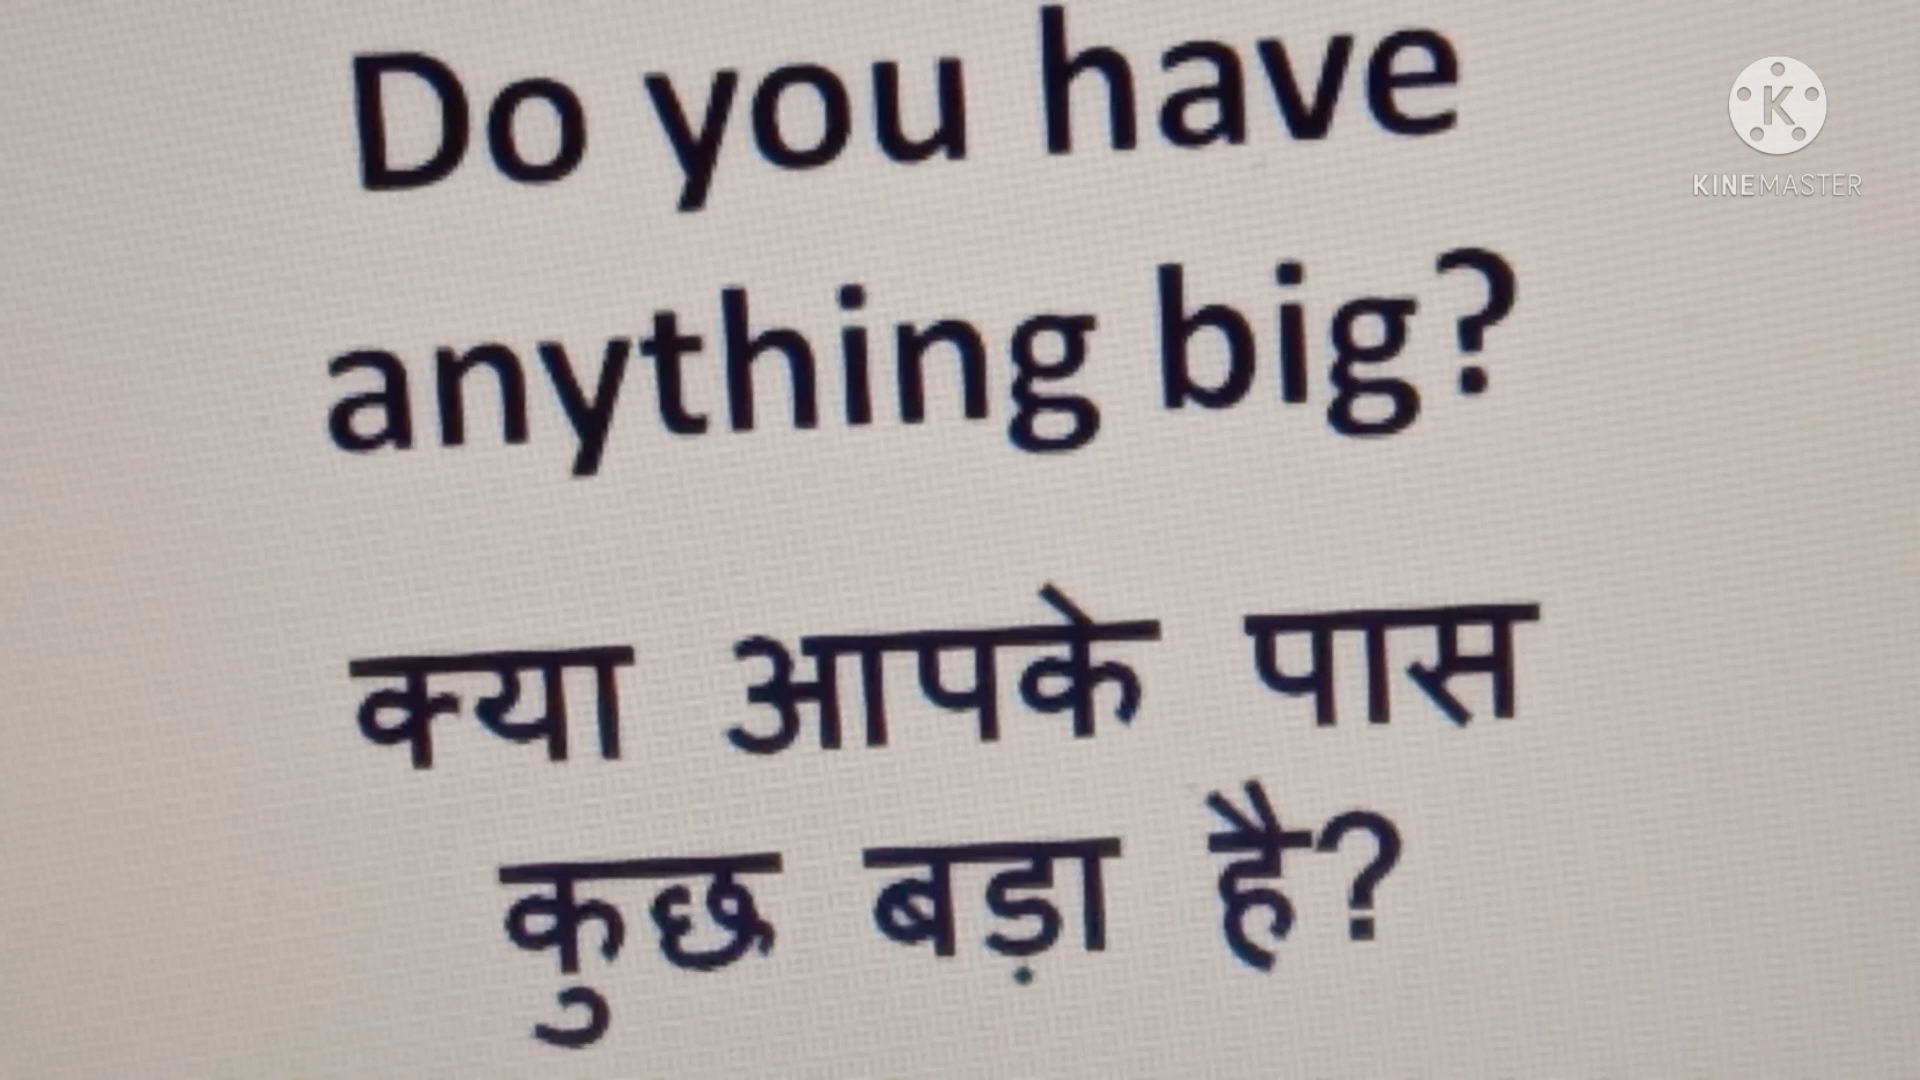 Do you have
anything big?
क्या आपके पास
कुछ बड़ा है?
K
KINEMASTER